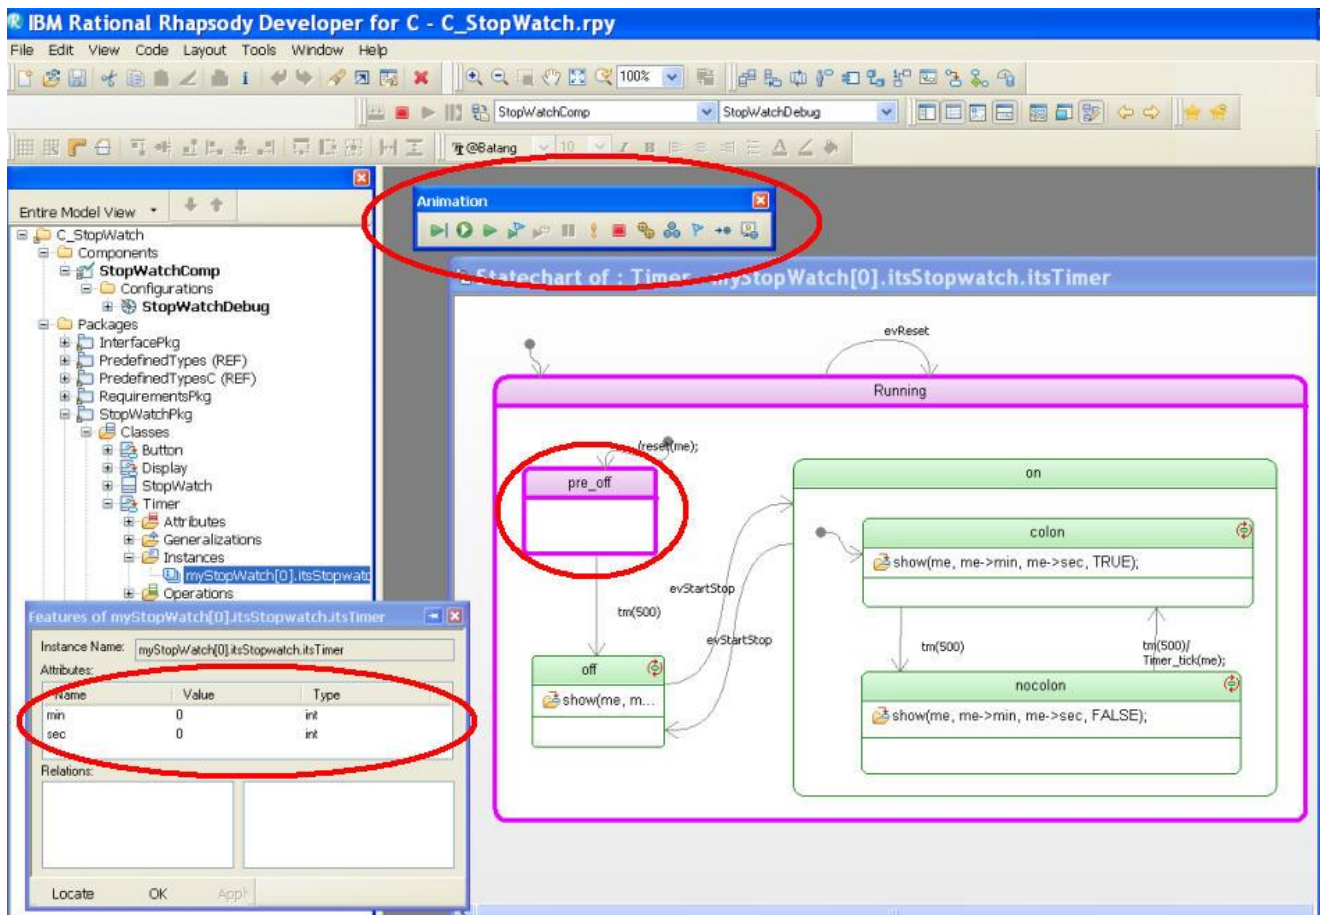 IBM Rational Rhapsody Developer for C - C_StopWatch.rpy
File Edit View Code Layout Tools Window Help
100%
StopWatchComp StopWatchDebug
@Batang 10
Entire Model View
C_StopWatch
Components
StopWatchComp
Configurations
StopWatchDebug
Packages
InterfacePkg
PredefinedTypes (REF)
PredefinedTypesC (REF)
RequirementsPkg
StopWatchPkg
Classes
Button
Display
StopWatch
Timer
Attributes
Generalizations
Instances
myStopWatch[0].itsStopwatc
Operations
Features of myStopWatch[0].itsStopwatch.itsTimer
Instance Name: myStopWatch[0].itsStopwatch.itsTimer
Attributes:
Name Value Type
min 0 int
sec 0 int
Relations:
Locate OK Apply
Animation
Statechart of : Timer myStopWatch[0].itsStopwatch.itsTimer
evReset
Running
/reset(me);
pre_off
on
colon
show(me, me->min, me->sec, TRUE);
evStartStop
tm(500)
evStartStop
tm(500)
tm(500)/
Timer_tick(me);
off
show(me, m...
nocolon
show(me, me->min, me->sec, FALSE);